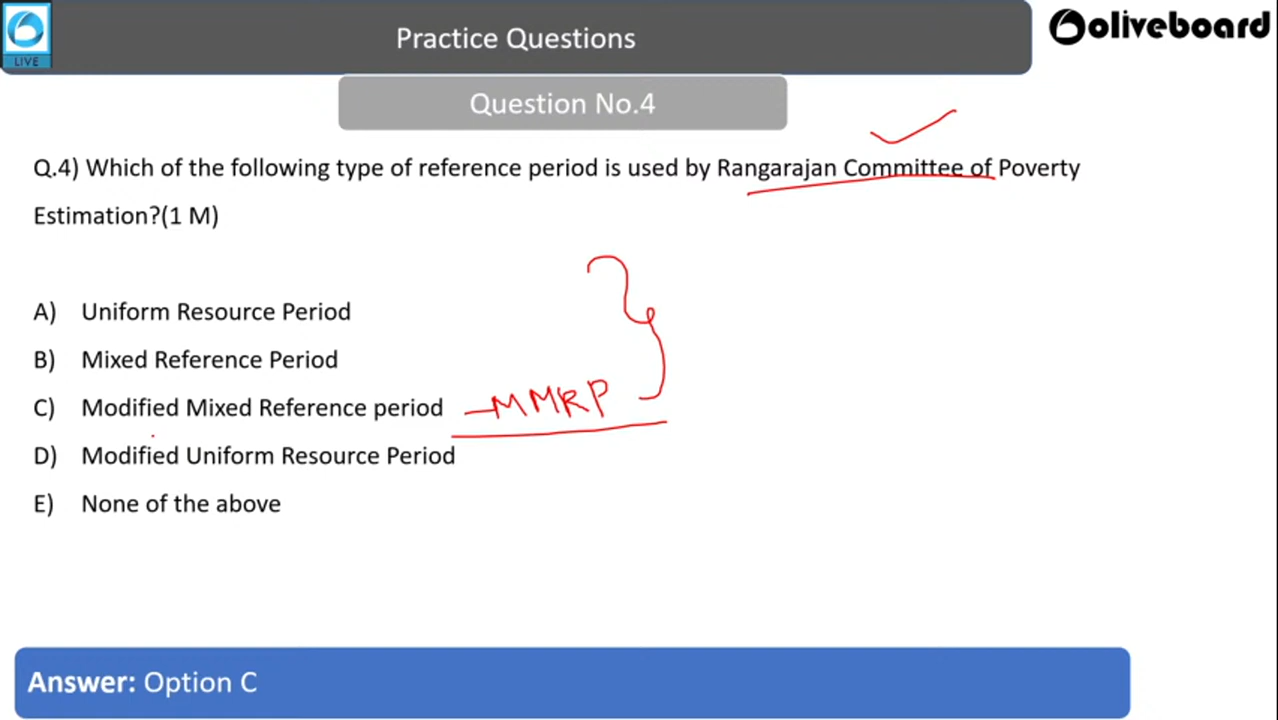 LIVE
Practice Questions
oliveboard
Question No.4
Q.4) Which of the following type of reference period is used by Rangarajan Committee of Poverty
Estimation?(1 M)
A) Uniform Resource Period
B) Mixed Reference Period
C) Modified Mixed Reference period – MMRP
D) Modified Uniform Resource Period
E) None of the above
Answer: Option C